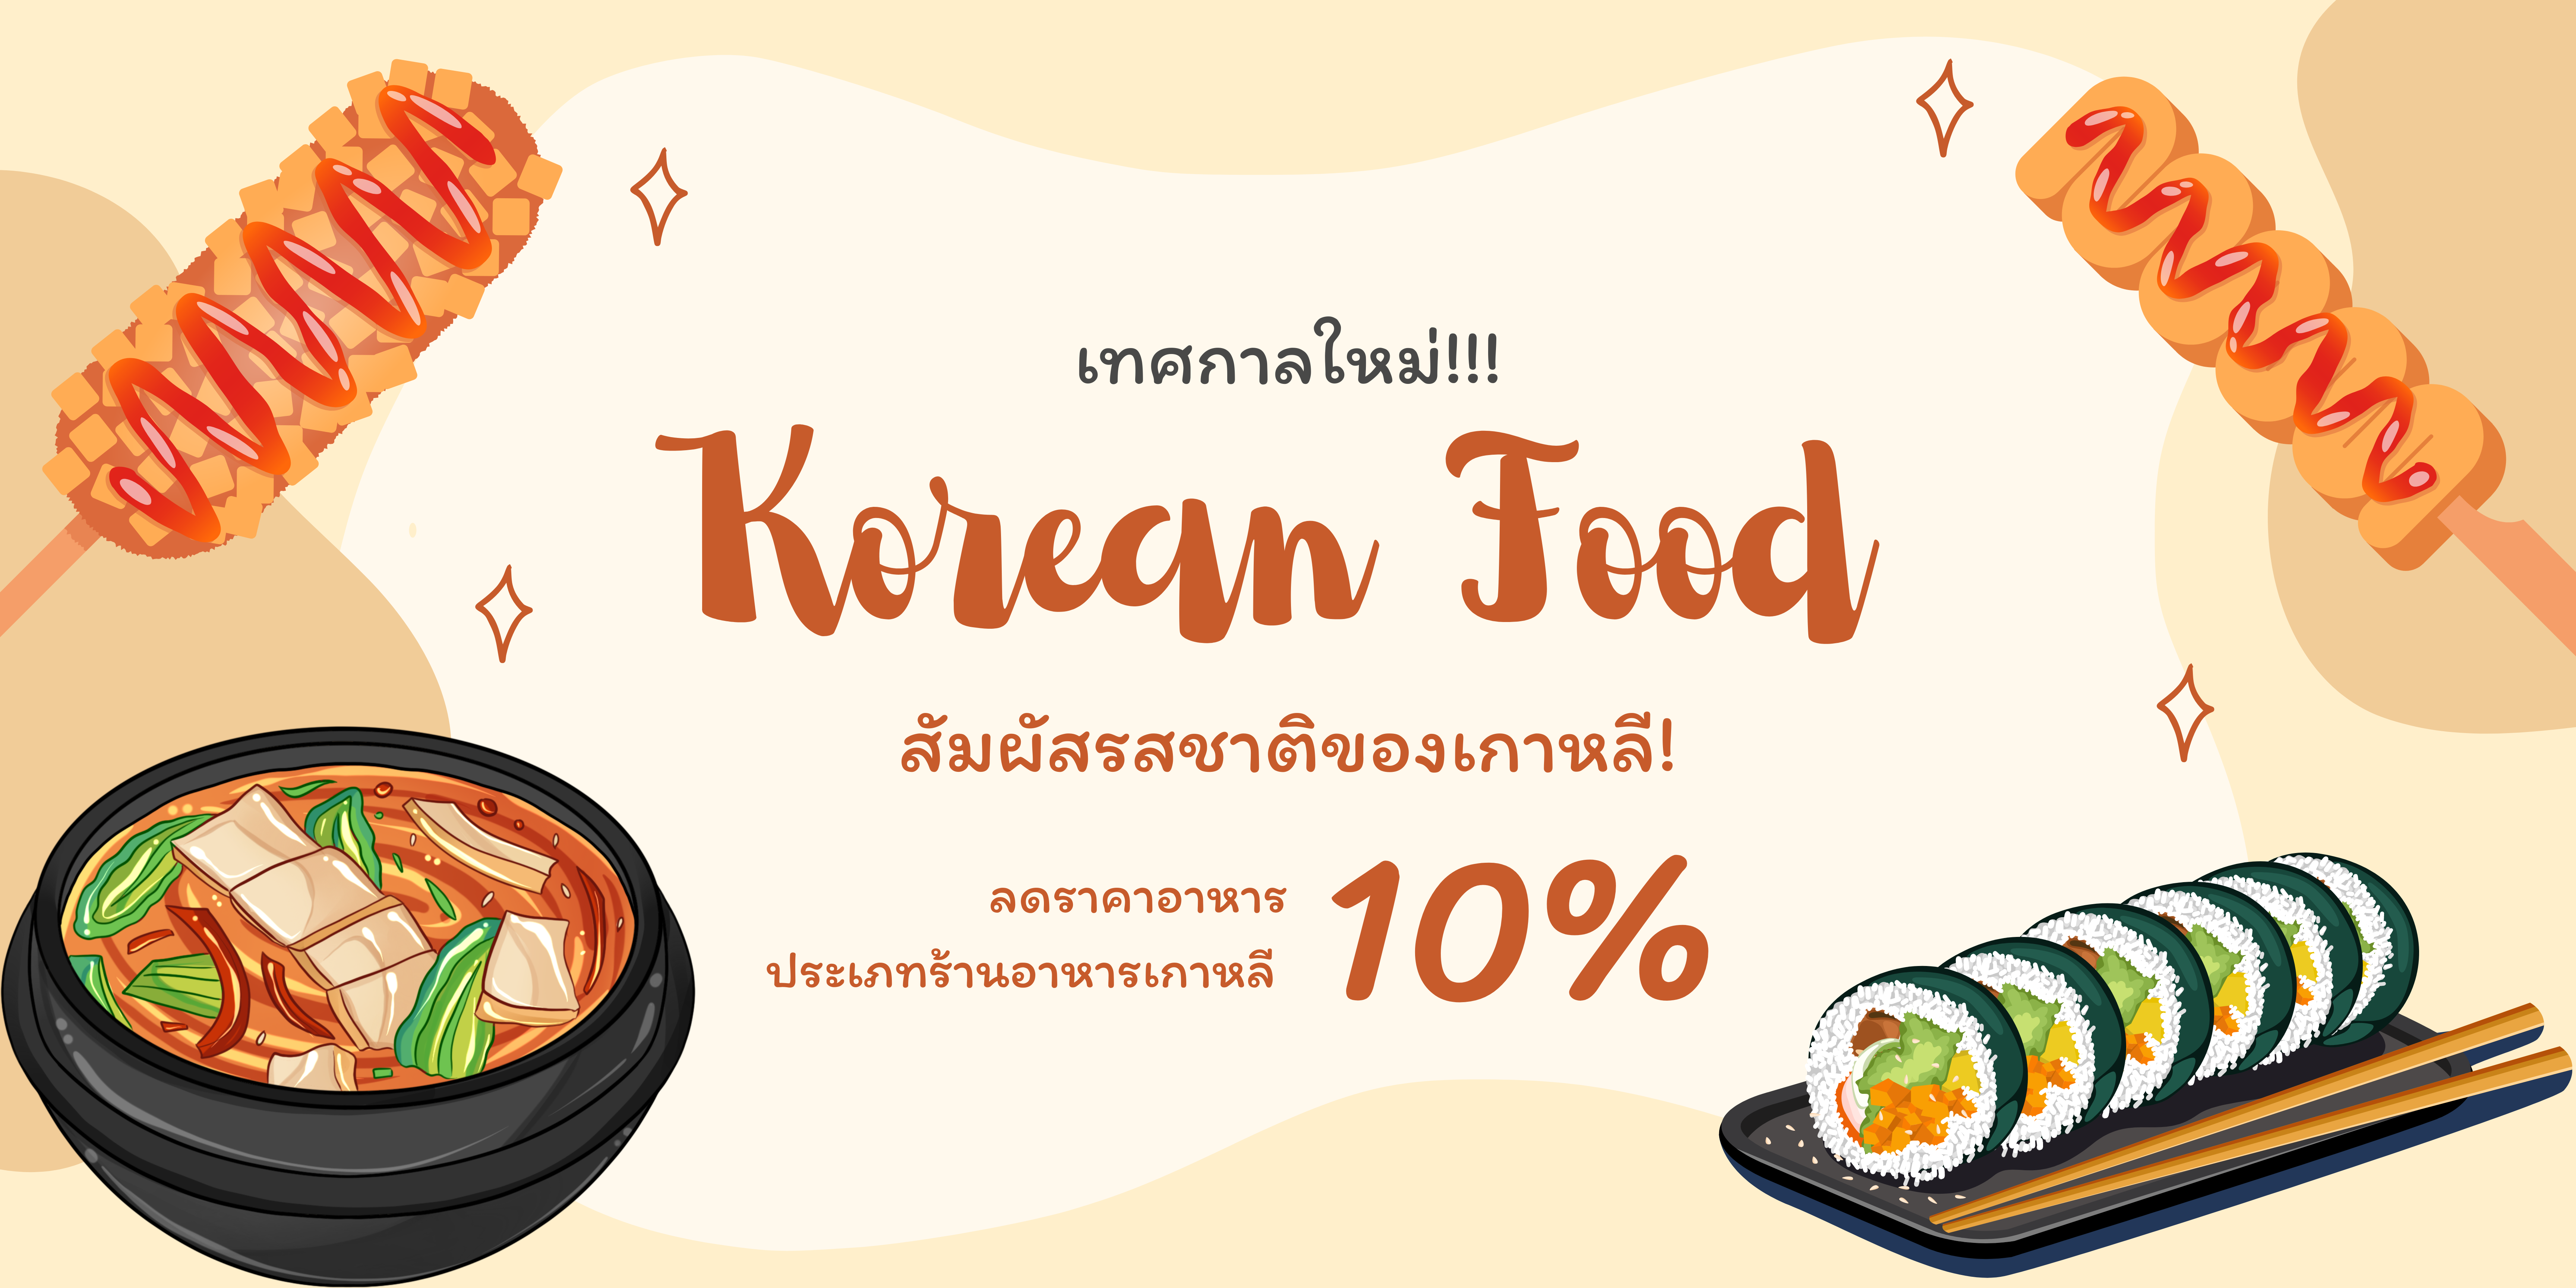 เทศกาลใหม่!!!
Korean Food
สัมผัสรสชาติของเกาหลี!
ลดราคาอาหาร
ประเภทร้านอาหารเกาหลี
10%